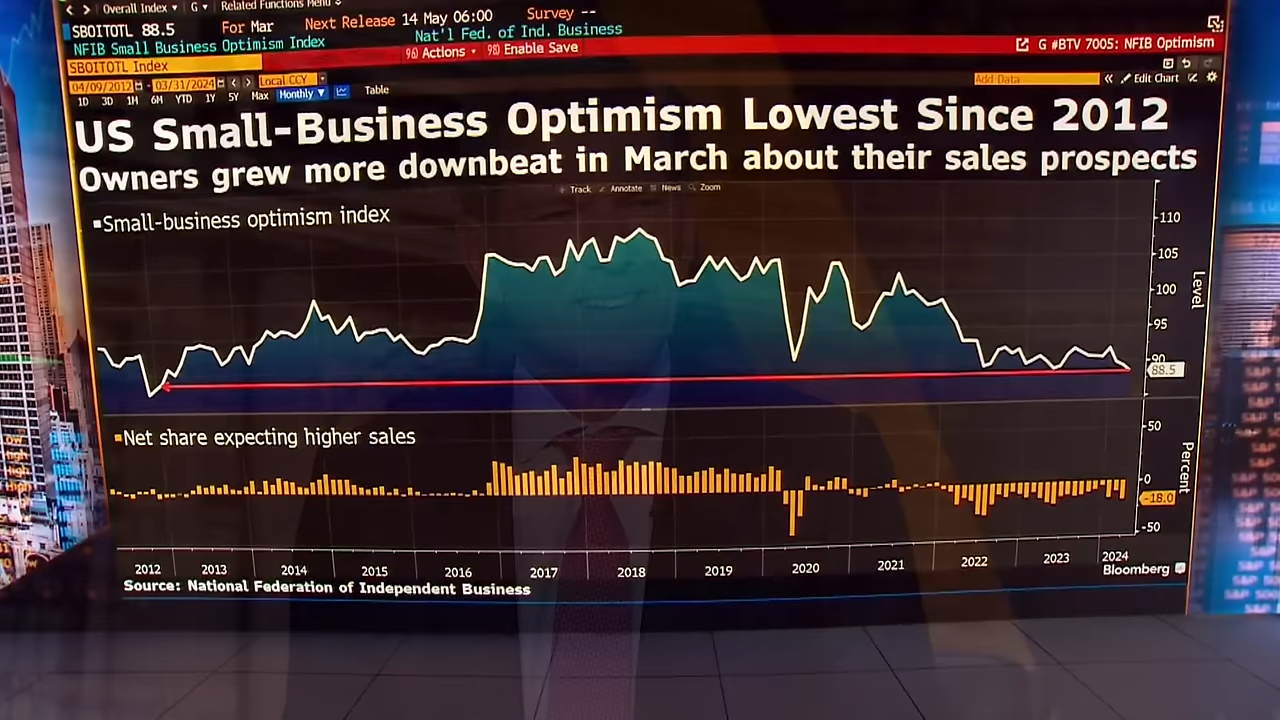 Overall Index ▾ G ▾ Related Functions Menu
SBOITOTL 88.5 For Mar Next Release 14 May 06:00 Survey --
NFIB Small Business Optimism Index Nat'l Fed. of Ind. Business
SBOITOTL Index 96) Actions ▾ 98) Enable Save G #BTV 7005: NFIB Optimism
04/09/2012 - 03/31/2024 Local CCY Add Data « Edit Chart
1D 3D 1M 6M YTD 1Y 5Y Max Monthly ▼ Table
US Small-Business Optimism Lowest Since 2012
Owners grew more downbeat in March about their sales prospects
Track Annotate News Zoom
Small-business optimism index
110
105
100
95
90
88.5
Level
Net share expecting higher sales
50
0
-18.0
-50
Percent
2012 2013 2014 2015 2016 2017 2018 2019 2020 2021 2022 2023 2024
Bloomberg
Source: National Federation of Independent Business